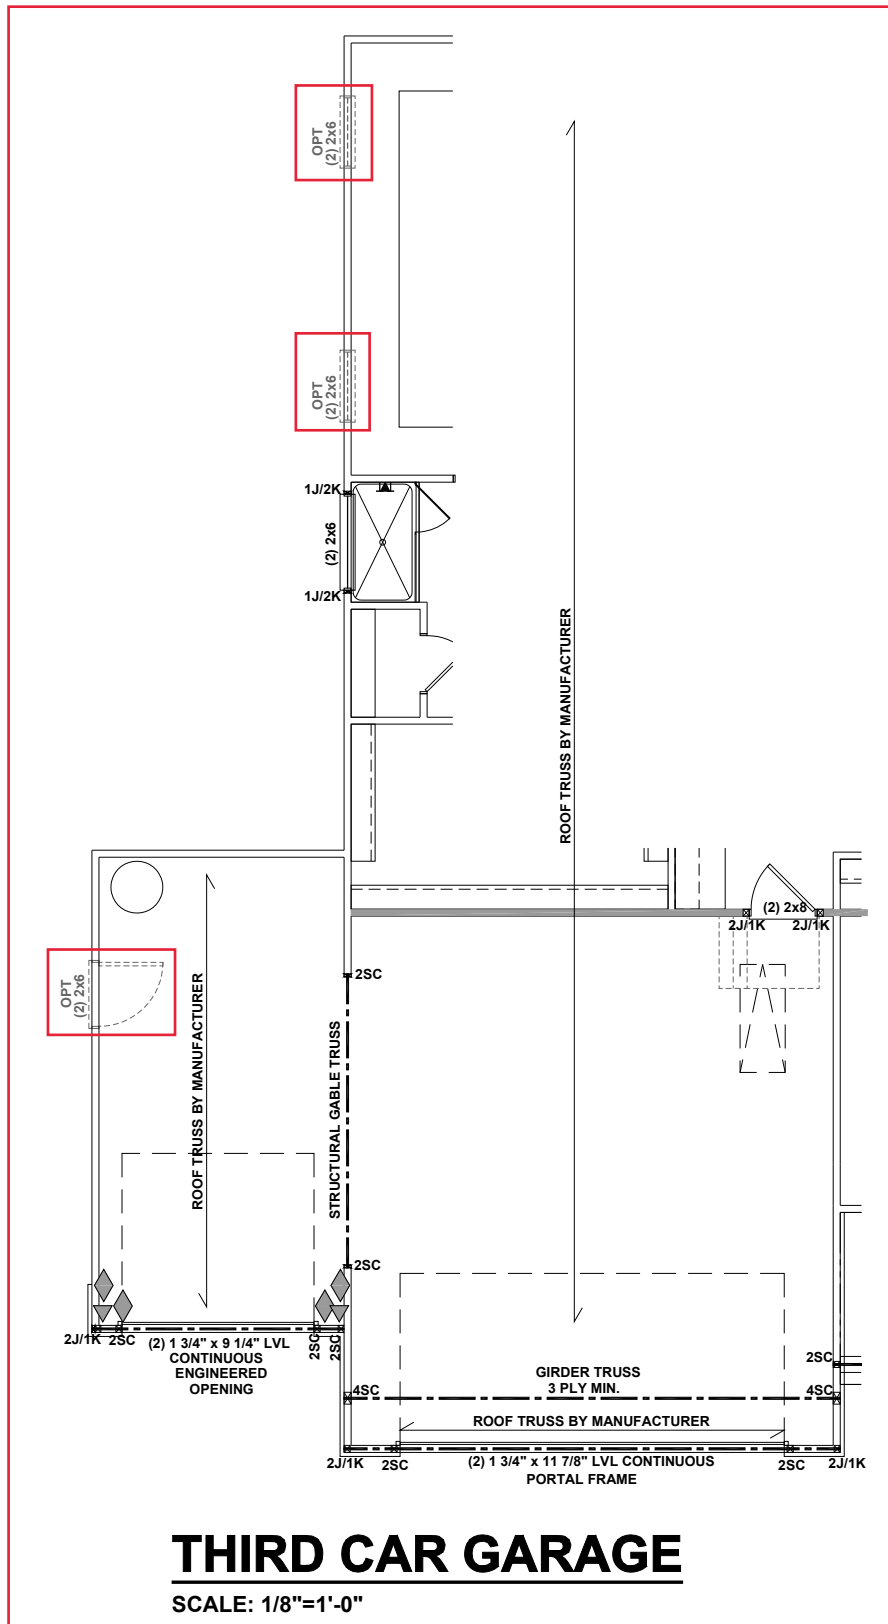 OPT
(2) 2x6
OPT
(2) 2x6
1J/2K
(2) 2x6
1J/2K
ROOF TRUSS BY MANUFACTURER
(2) 2x8
2J/1K
2J/1K
OPT
(2) 2x6
2SC
ROOF TRUSS BY MANUFACTURER
STRUCTURAL GABLE TRUSS
2SC
2J/1K
2SC
(2) 1 3/4" x 9 1/4" LVL
CONTINUOUS
ENGINEERED
OPENING
2SC
2SC
2SC
GIRDER TRUSS
3 PLY MIN.
4SC
4SC
ROOF TRUSS BY MANUFACTURER
2J/1K
2SC
(2) 1 3/4" x 11 7/8" LVL CONTINUOUS
PORTAL FRAME
2SC
2J/1K
THIRD CAR GARAGE
SCALE: 1/8"=1'-0"